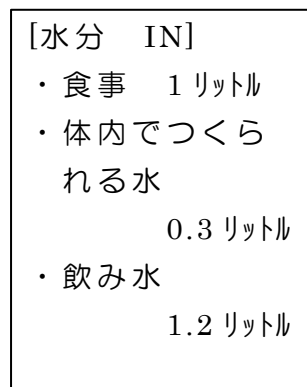 [水分　IN]
・食事　1 リットル
・体内でつくら
れる水
0.3 リットル
・飲み水
1.2 リットル